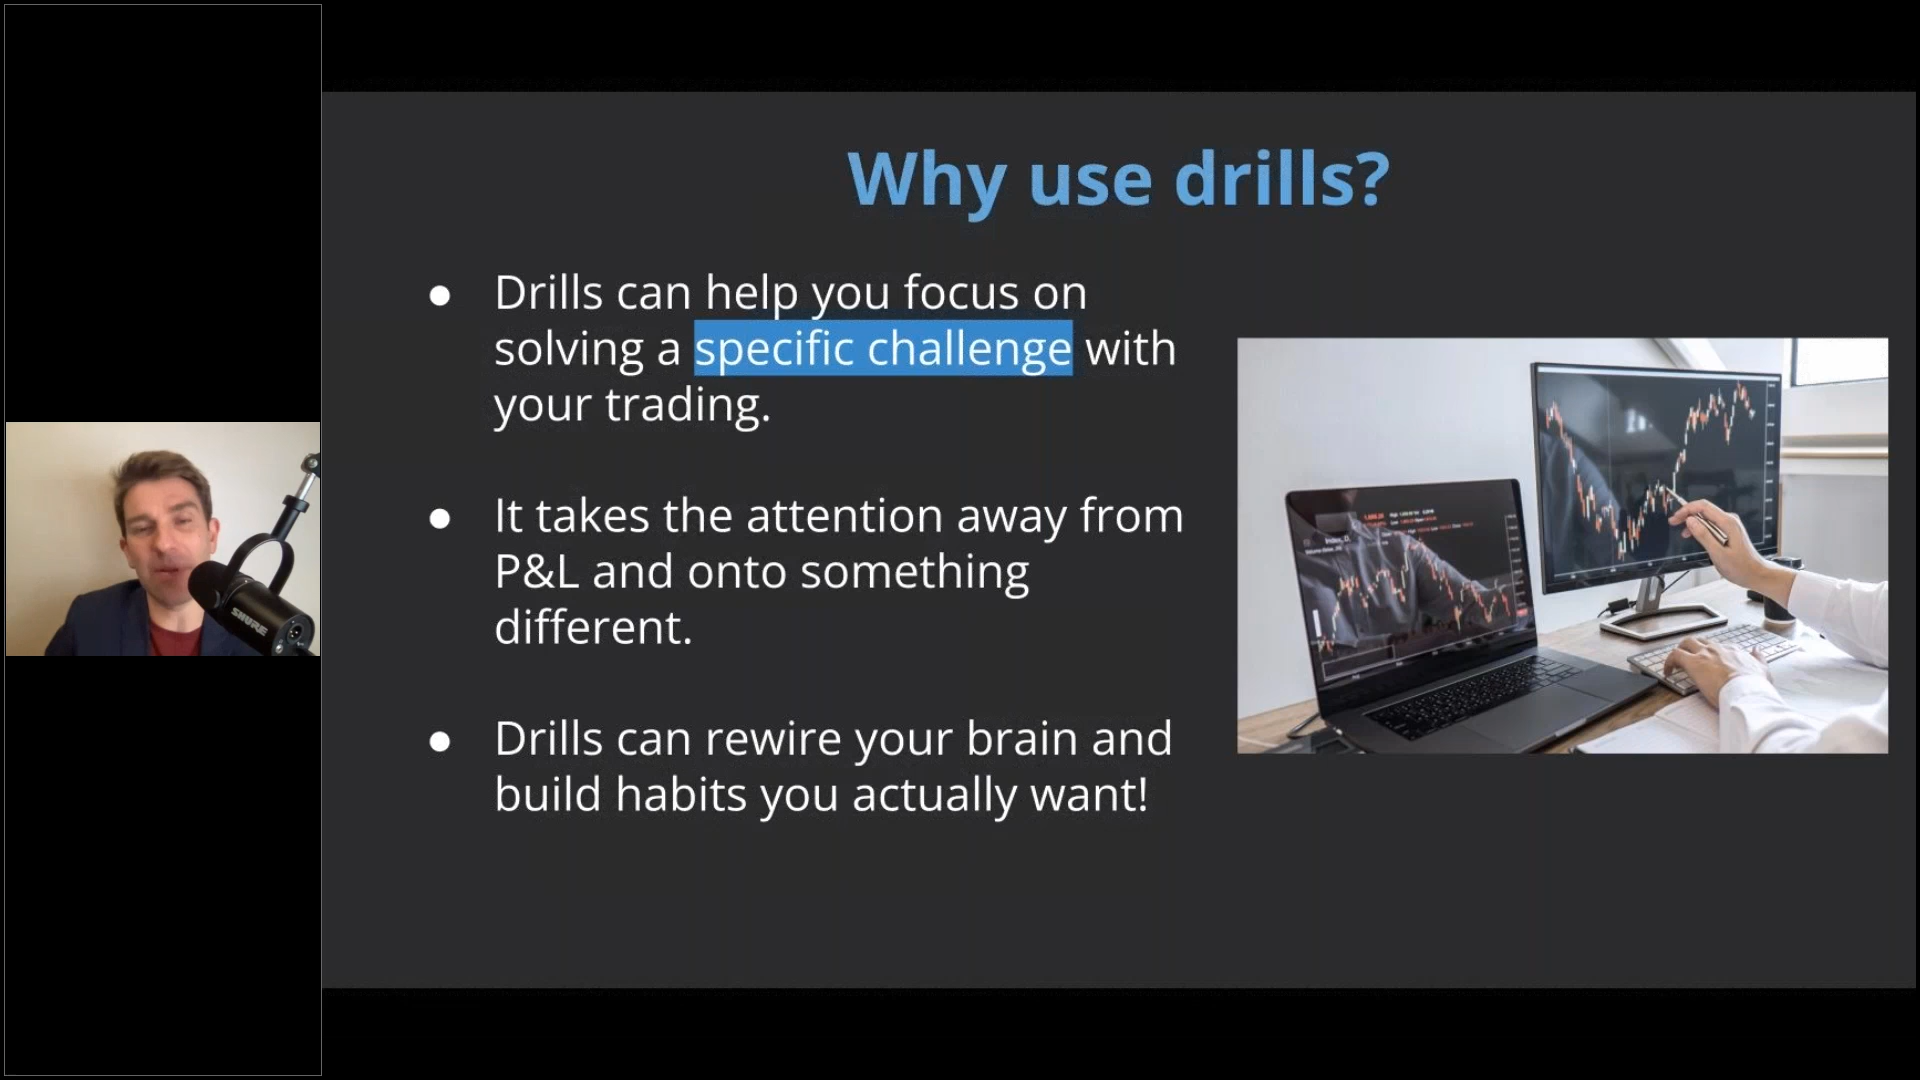 Why use drills?
● Drills can help you focus on
solving a specific challenge with
your trading.
● It takes the attention away from
P&L and onto something
different.
● Drills can rewire your brain and
build habits you actually want!
SHURE